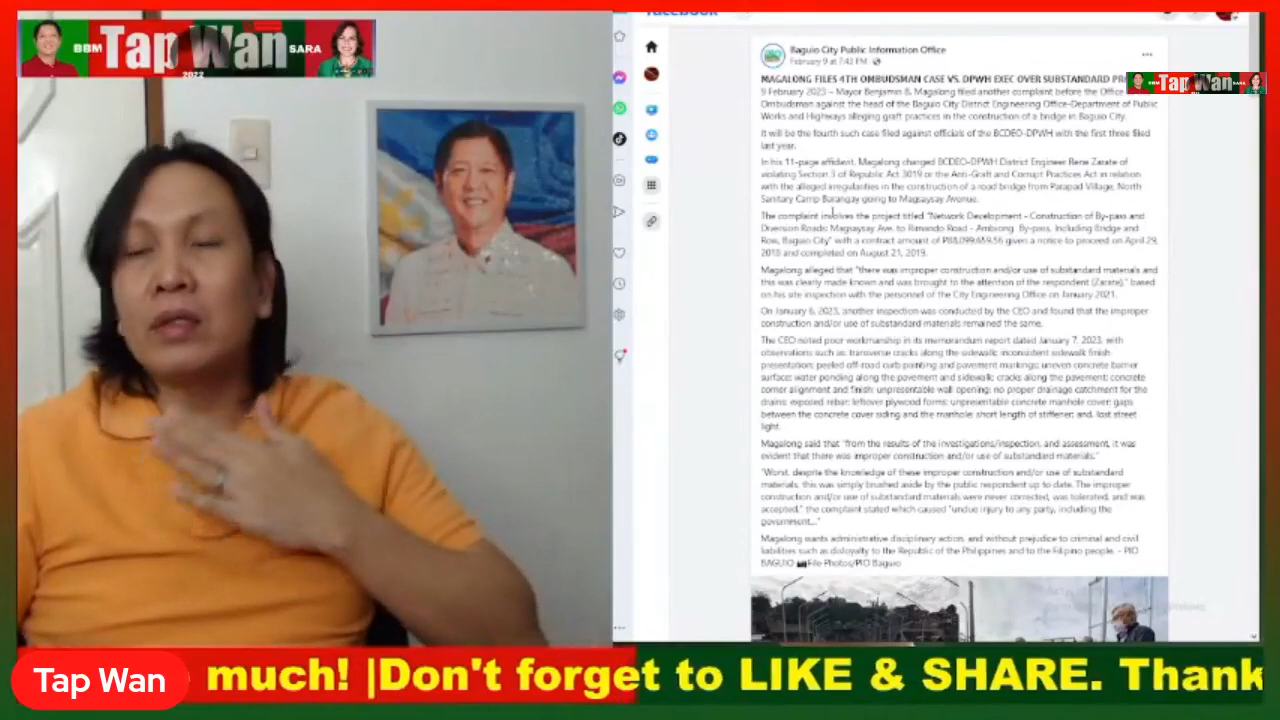 BBM Tap Wan SARA
2022
facebook
Baguio City Public Information Office
February 9 at 7:43 PM
MAGALONG FILES 4TH OMBUDSMAN CASE VS. DPWH EXEC OVER SUBSTANDARD
BBM Tap Wan SARA
9 February 2023 – Mayor Benjamin B. Magalong filed another complaint before the Office
Ombudsman against the head of the Baguio City District Engineering Office-Department of Public
Works and Highways alleging graft practices in the construction of a bridge in Baguio City.
It will be the fourth such case filed against officials of the BCDEO-DPWH with the first three filed
last year.
In his 11-page affidavit, Magalong charged BCDEO-DPWH District Engineer Rene Zarate of
violating Section 3 of Republic Act 3019 or the Anti-Graft and Corrupt Practices Act in relation
with the alleged irregularities in the construction of a road bridge from Parapad Village, North
Sanitary Camp Barangay going to Magsaysay Avenue.
The complaint involves the project titled "Network Development - Construction of By-pass and
Diversion Roads: Magsaysay Ave. to Rimando Road - Ambiong By-pass, Including Bridge and
Row, Baguio City" with a contract amount of given a notice to proceed on April 29,
2018 and completed on August 21, 2019.
Magalong alleged that "there was improper construction and/or use of substandard materials and
this was clearly made known and was brought to the attention of the respondent (Zarate)," based
on his site inspection with the personnel of the City Engineering Office on January 2021.
On January 6, 2023, another inspection was conducted by the CEO and found that the improper
construction and/or use of substandard materials remained the same.
The CEO noted poor workmanship in its memorandum report dated January 7, 2023, with
observations such as: transverse cracks along the sidewalk; inconsistent sidewalk finish
presentation; peeled off-road curb painting and pavement markings; uneven concrete barrier
surface; water ponding along the pavement and sidewalk; cracks along the pavement; concrete
corner alignment and finish; unpresentable wall opening; no proper drainage catchment for the
drains; exposed rebar; leftover plywood forms; unpresentable concrete manhole cover; gaps
between the concrete cover siding and the manhole; short length of stiffener; and, lost street
light.
Magalong said that "from the results of the investigations/inspection, and assessment, it was
evident that there was improper construction and/or use of substandard materials."
"Worst, despite the knowledge of these improper construction and/or use of substandard
materials, this was simply brushed aside by the public respondent up to date. The improper
construction and/or use of substandard materials were never corrected, was tolerated, and was
accepted," the complaint stated which caused "undue injury to any party, including the
government..."
Magalong wants administrative disciplinary action, and without prejudice to criminal and civil
liabilities such as disloyalty to the Republic of the Philippines and to the Filipino people. - PIO
BAGUIO File Photos/PIO Baguio
Tap Wan
much! |Don't forget to LIKE & SHARE. Thank